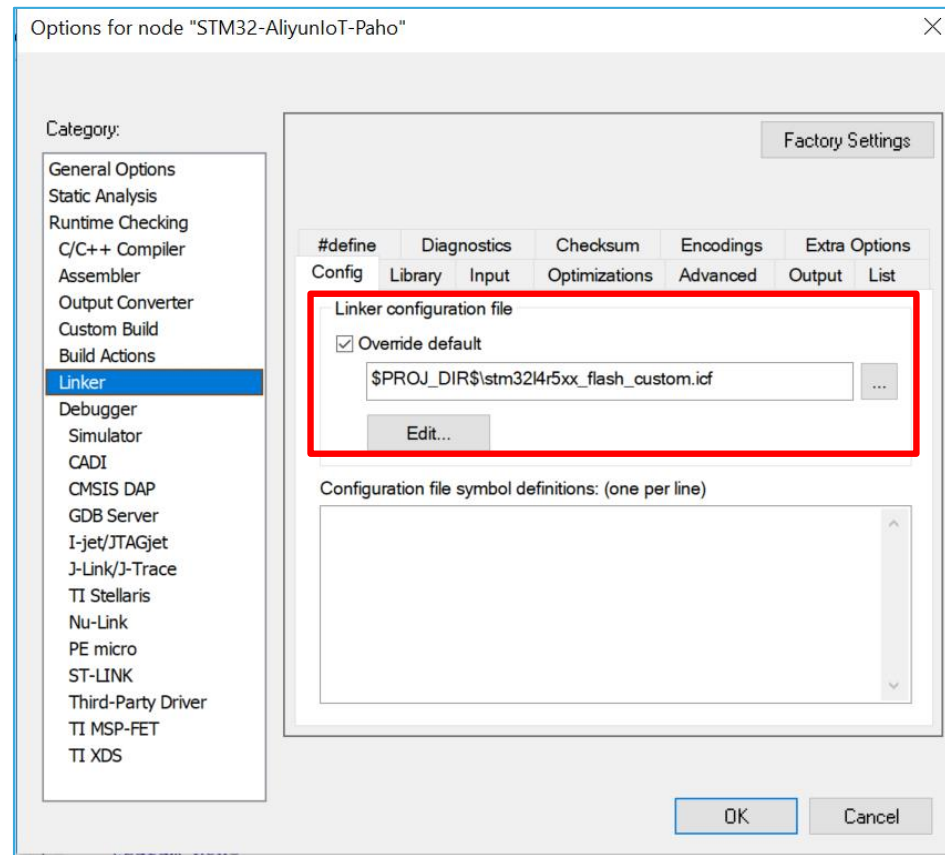 Options for node "STM32-AliyunIoT-Paho"
Category:
Factory Settings
General Options
Static Analysis
Runtime Checking
C/C++ Compiler
Assembler
Output Converter
Custom Build
Build Actions
Linker
Debugger
Simulator
CADI
CMSIS DAP
GDB Server
I-jet/JTAGjet
J-Link/J-Trace
TI Stellaris
Nu-Link
PE micro
ST-LINK
Third-Party Driver
TI MSP-FET
TI XDS
#define Diagnostics Checksum Encodings Extra Options
Config Library Input Optimizations Advanced Output List
Linker configuration file
Override default
$PROJ_DIR$\stm32l4r5xx_flash_custom.icf
...
Edit...
Configuration file symbol definitions: (one per line)
OK Cancel